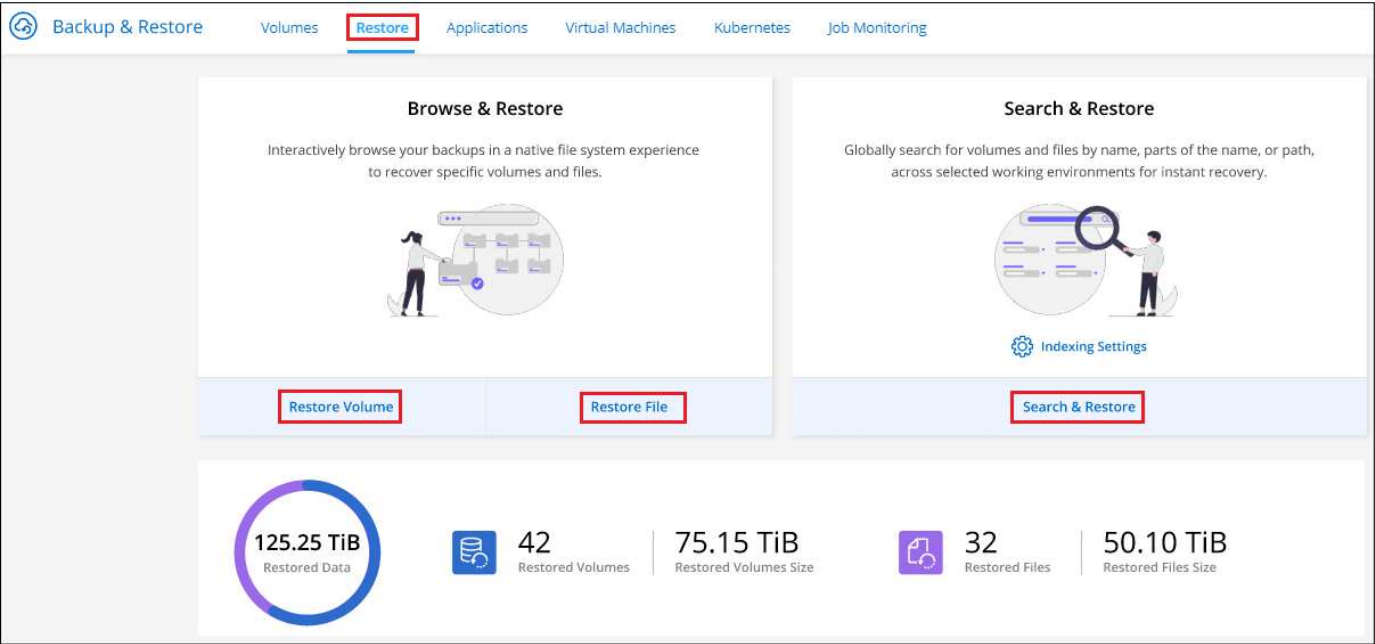 Backup & Restore Volumes Restore Applications Virtual Machines Kubernetes Job Monitoring
Browse & Restore
Interactively browse your backups in a native file system experience
to recover specific volumes and files.
Restore Volume
Restore File
Search & Restore
Globally search for volumes and files by name, parts of the name, or path,
across selected working environments for instant recovery.
Indexing Settings
Search & Restore
125.25 TiB
Restored Data
42
Restored Volumes
75.15 TiB
Restored Volumes Size
32
Restored Files
50.10 TiB
Restored Files Size